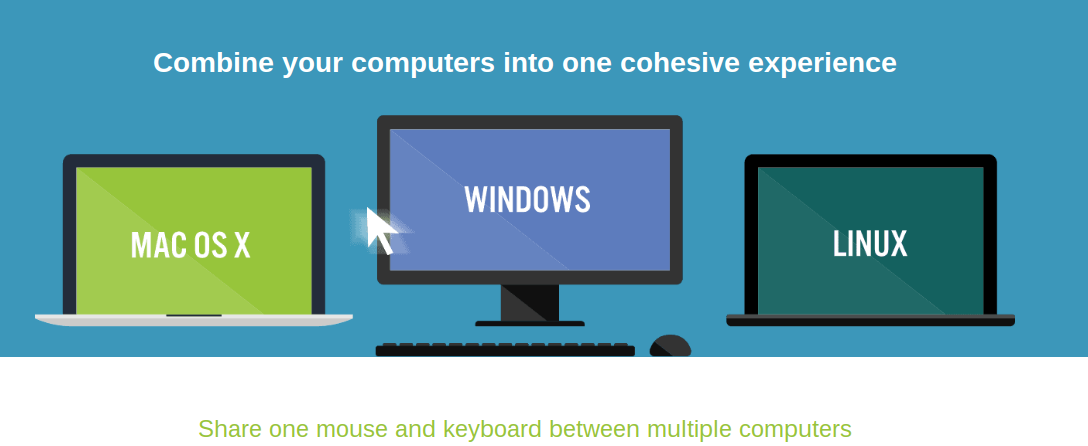 Combine your computers into one cohesive experience
MAC OS X
WINDOWS
LINUX
Share one mouse and keyboard between multiple computers